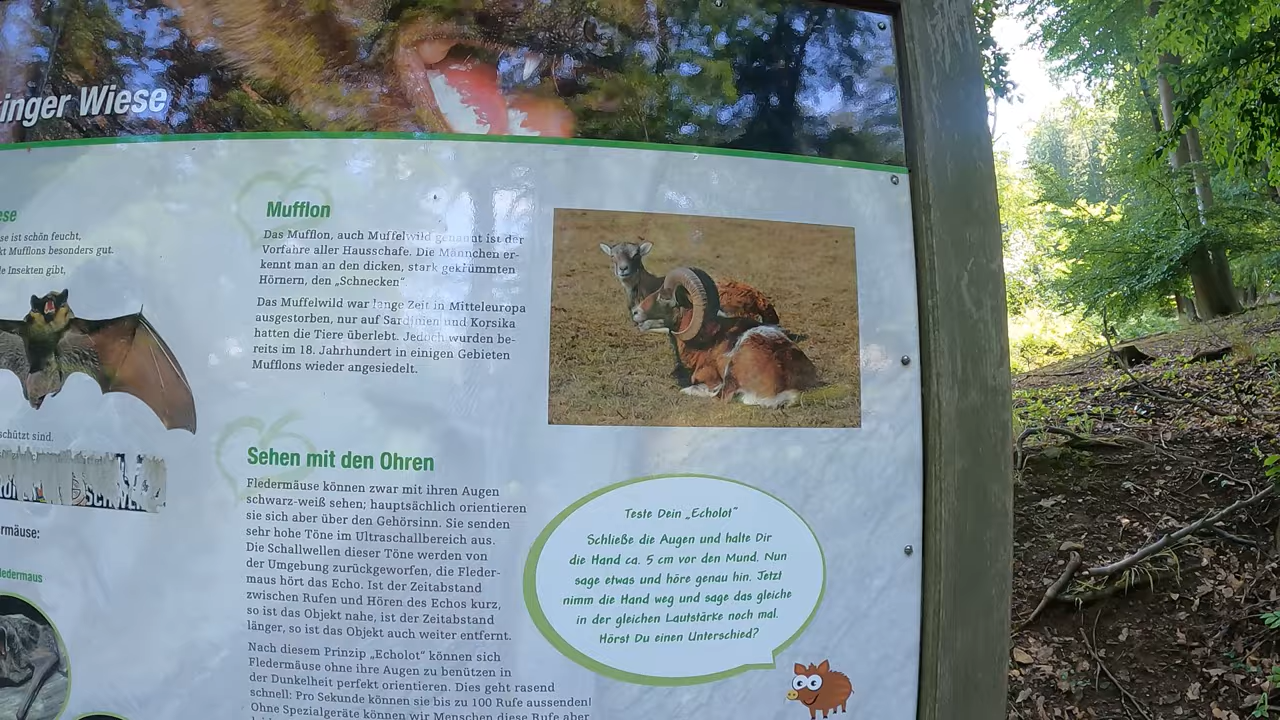 inger Wiese
ese
se ist schön feucht,
kt Mufflons besonders gut.
le Insekten gibt,
chützt sind.
rmäuse:
ledermaus
Mufflon
Das Mufflon, auch Muffelwild genannt ist der
Vorfahre aller Hausschafe. Die Männchen er-
kennt man an den dicken, stark gekrümmten
Hörnern, den „Schnecken“
Das Muffelwild war lange Zeit in Mitteleuropa
ausgestorben, nur auf Sardinien und Korsika
hatten die Tiere überlebt. Jedoch wurden be-
reits im 18. Jahrhundert in einigen Gebieten
Mufflons wieder angesiedelt.
Sehen mit den Ohren
Fledermäuse können zwar mit ihren Augen
schwarz-weiß sehen; hauptsächlich orientieren
sie sich aber über den Gehörsinn. Sie senden
sehr hohe Töne im Ultraschallbereich aus.
Die Schallwellen dieser Töne werden von
der Umgebung zurückgeworfen, die Fleder-
maus hört das Echo. Ist der Zeitabstand
zwischen Rufen und Hören des Echos kurz,
so ist das Objekt nahe, ist der Zeitabstand
länger, so ist das Objekt auch weiter entfernt.
Nach diesem Prinzip „Echolot“ können sich
Fledermäuse ohne ihre Augen zu benützen in
der Dunkelheit perfekt orientieren. Dies geht rasend
schnell: Pro Sekunde können sie bis zu 100 Rufe aussenden!
Ohne Spezialgeräte können wir Menschen diese Rufe aber
Teste Dein „Echolot“
Schließe die Augen und halte Dir
die Hand ca. 5 cm vor den Mund. Nun
sage etwas und höre genau hin. Jetzt
nimm die Hand weg und sage das gleiche
in der gleichen Lautstärke noch mal.
Hörst Du einen Unterschied?